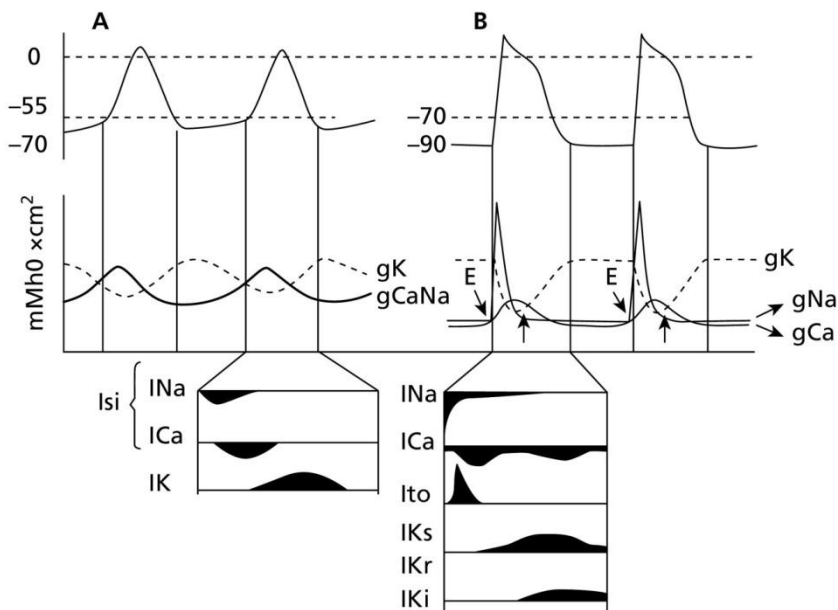 A
B
0
–55
–70
–70
–90
mMh0 ×cm²
gK
gCaNa
E
E
gK
gNa
gCa
Isi
INa
ICa
IK
INa
ICa
Ito
IKs
IKr
IKi